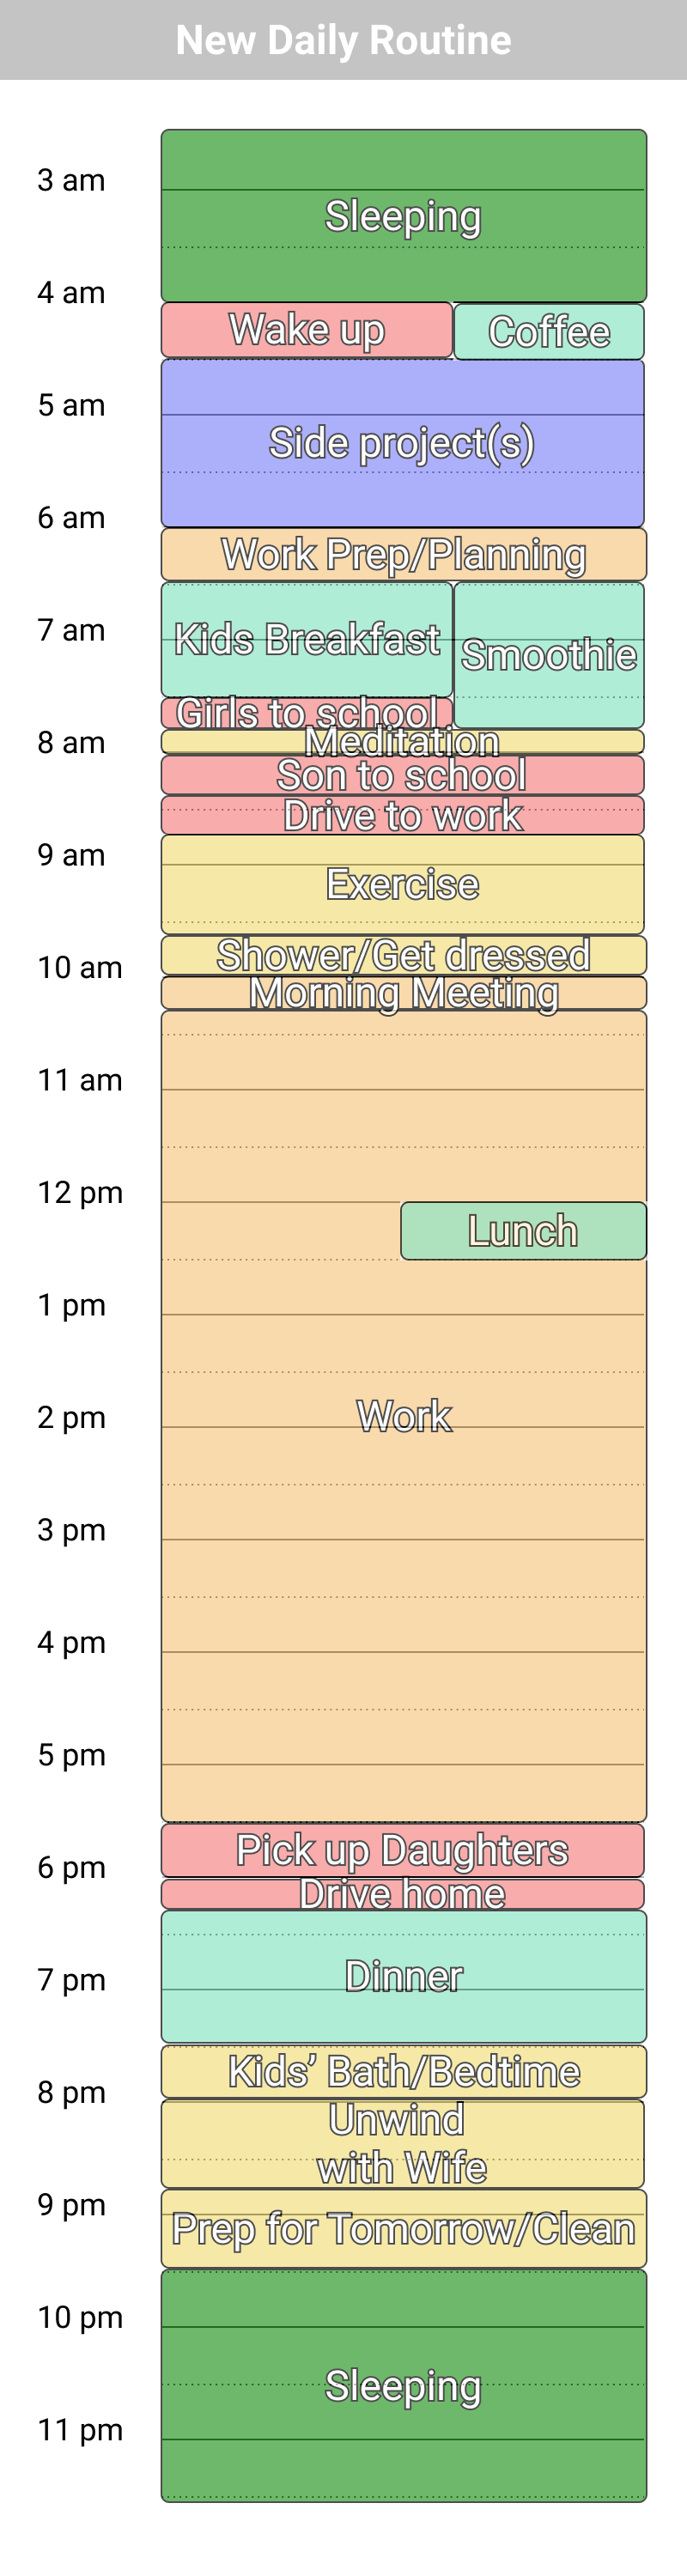 New Daily Routine
3 am
Sleeping
4 am
Wake up
Coffee
5 am
Side project(s)
6 am
Work Prep/Planning
7 am
Kids Breakfast
Smoothie
Girls to school
8 am
Meditation
Son to school
Drive to work
9 am
Exercise
Shower/Get dressed
10 am
Morning Meeting
11 am
12 pm
Lunch
1 pm
2 pm
Work
3 pm
4 pm
5 pm
Pick up Daughters
6 pm
Drive home
7 pm
Dinner
Kids’ Bath/Bedtime
8 pm
Unwind
with Wife
9 pm
Prep for Tomorrow/Clean
10 pm
Sleeping
11 pm